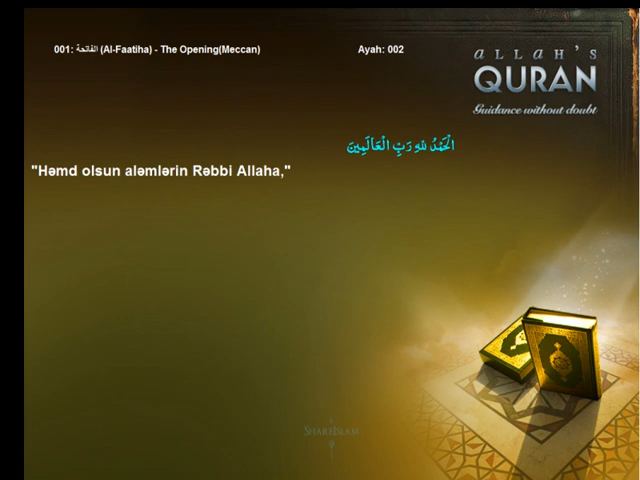 001: الفاتحة (Al-Faatiha) - The Opening(Meccan)
Ayah: 002
ALLAH'S
QURAN
Guidance without doubt
الْحَمْدُ لِلَّهِ رَبِّ الْعَالَمِينَ
"Həmd olsun aləmlərin Rəbbi Allaha,"
SHAREISLAM